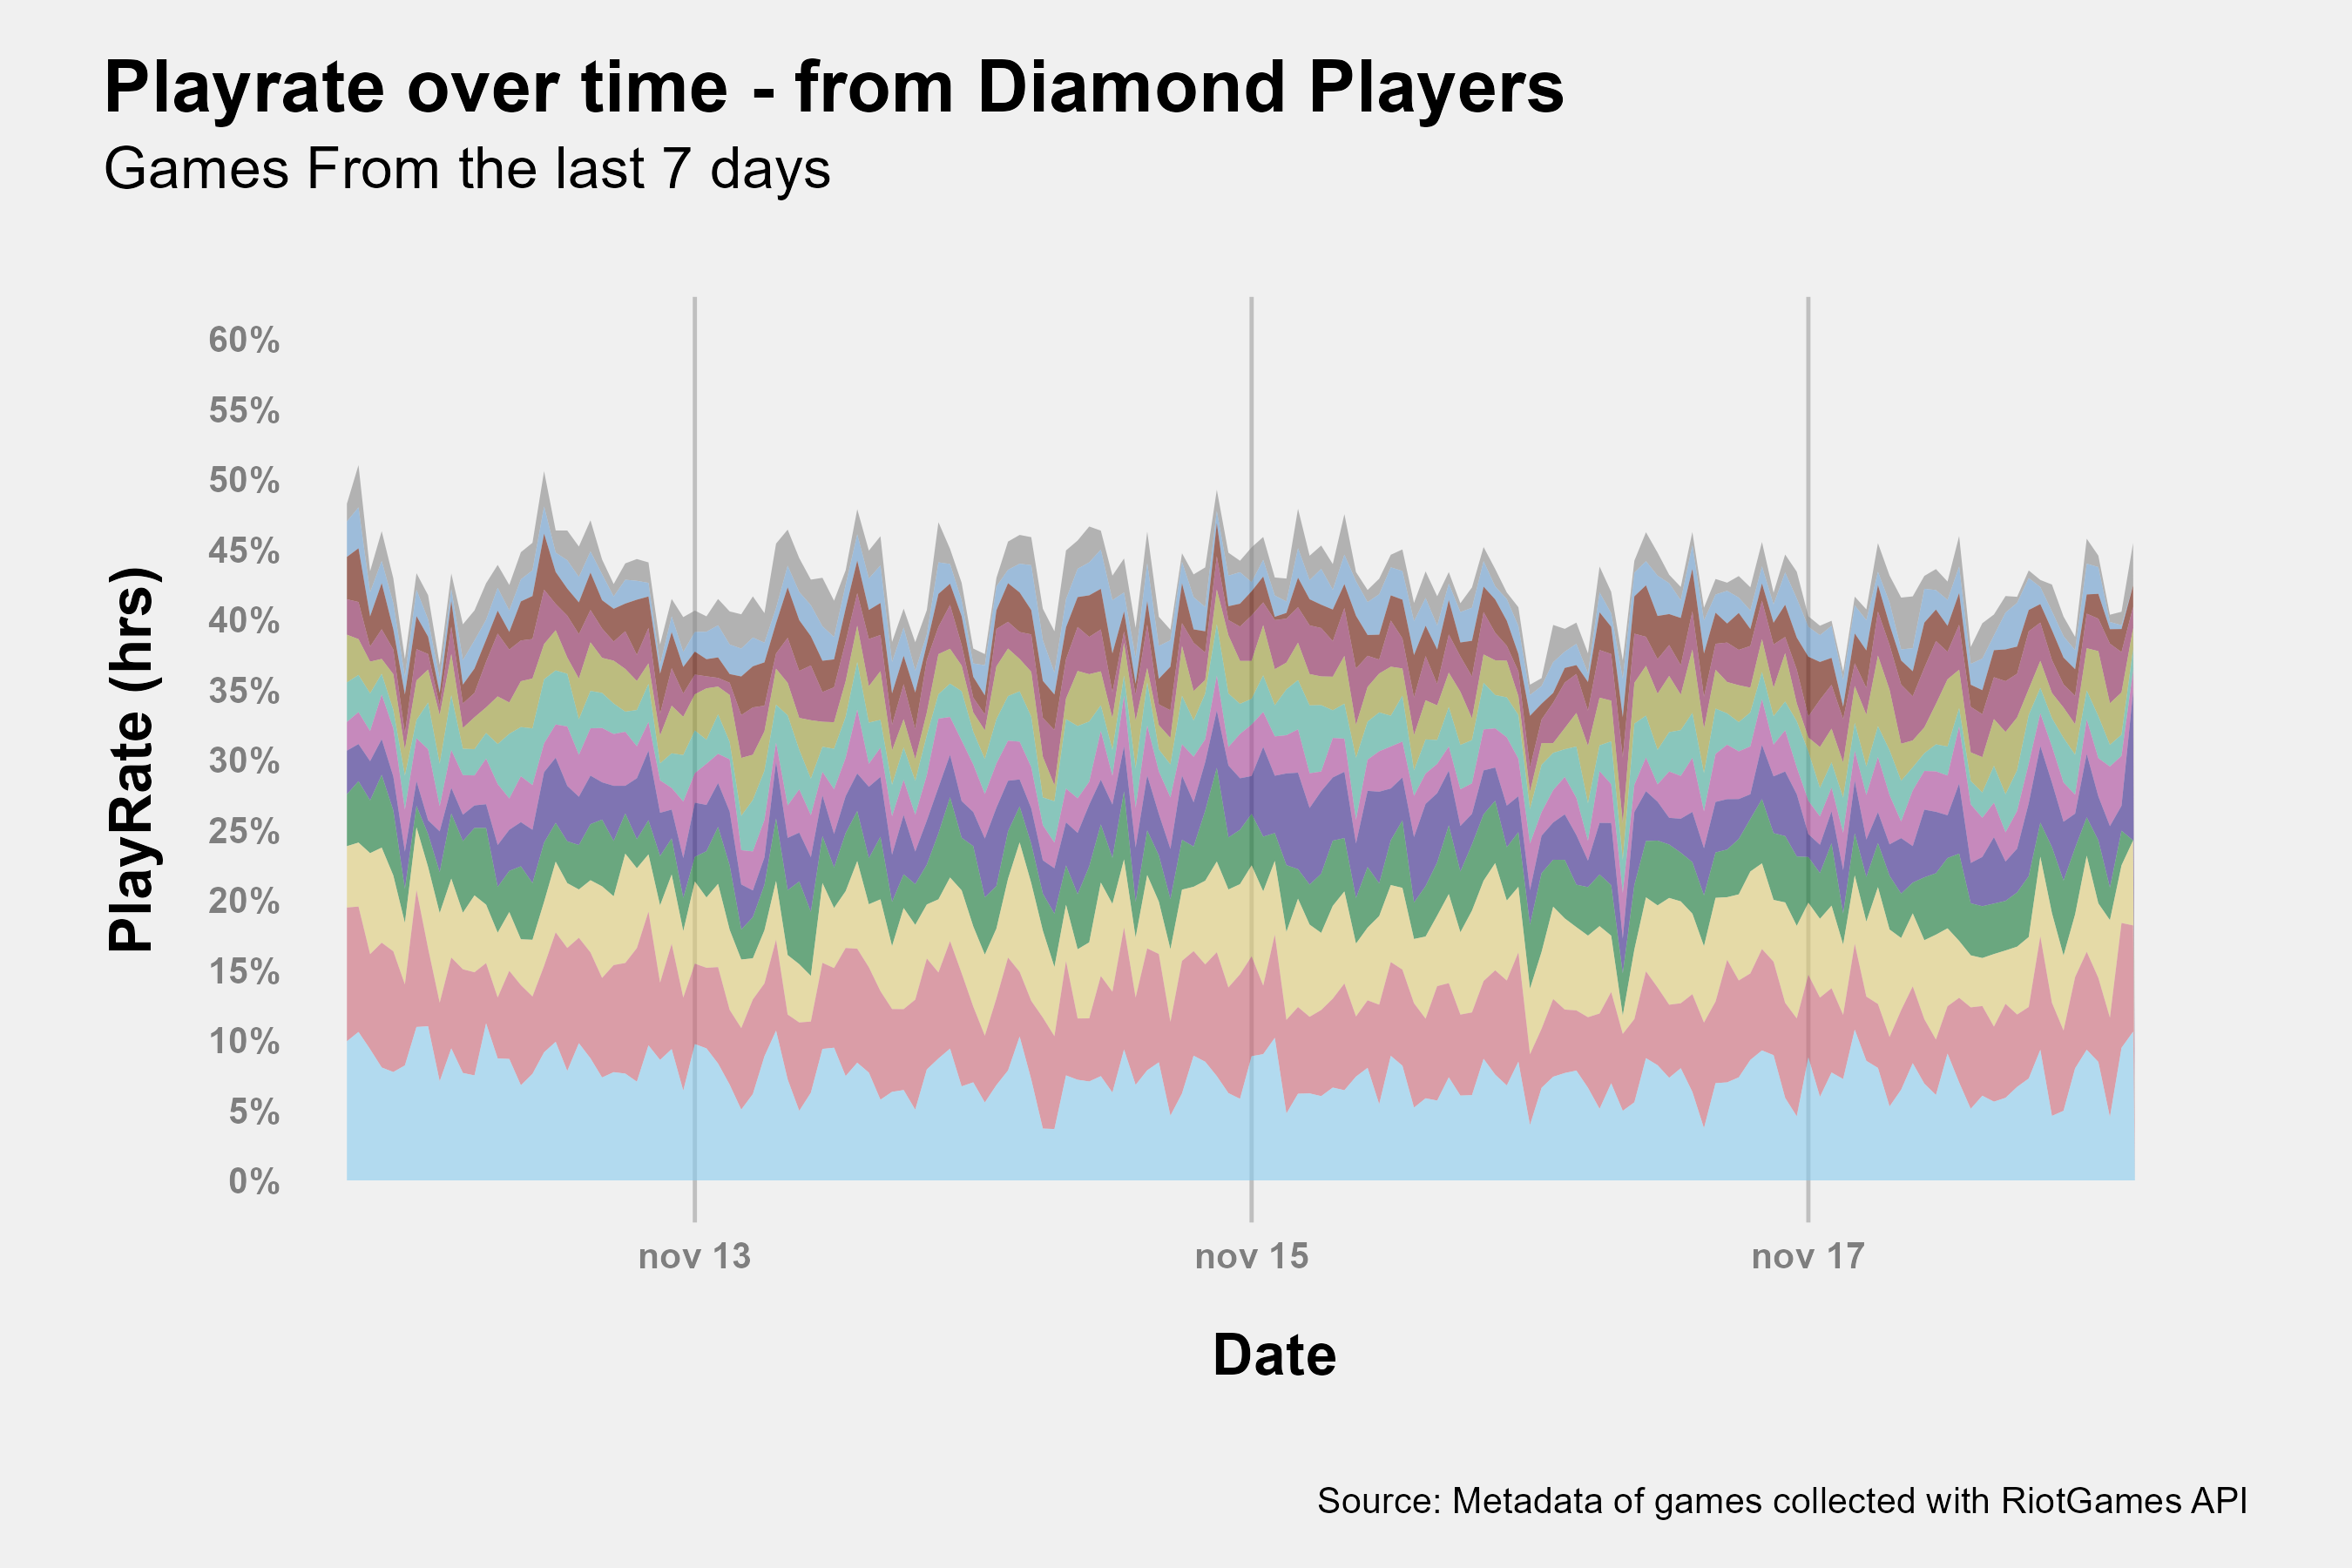 Playrate over time - from Diamond Players
Games From the last 7 days
60%
55%
50%
45%
40%
35%
30%
25%
20%
15%
10%
5%
0%
PlayRate (hrs)
nov 13
nov 15
nov 17
Date
Source: Metadata of games collected with RiotGames API